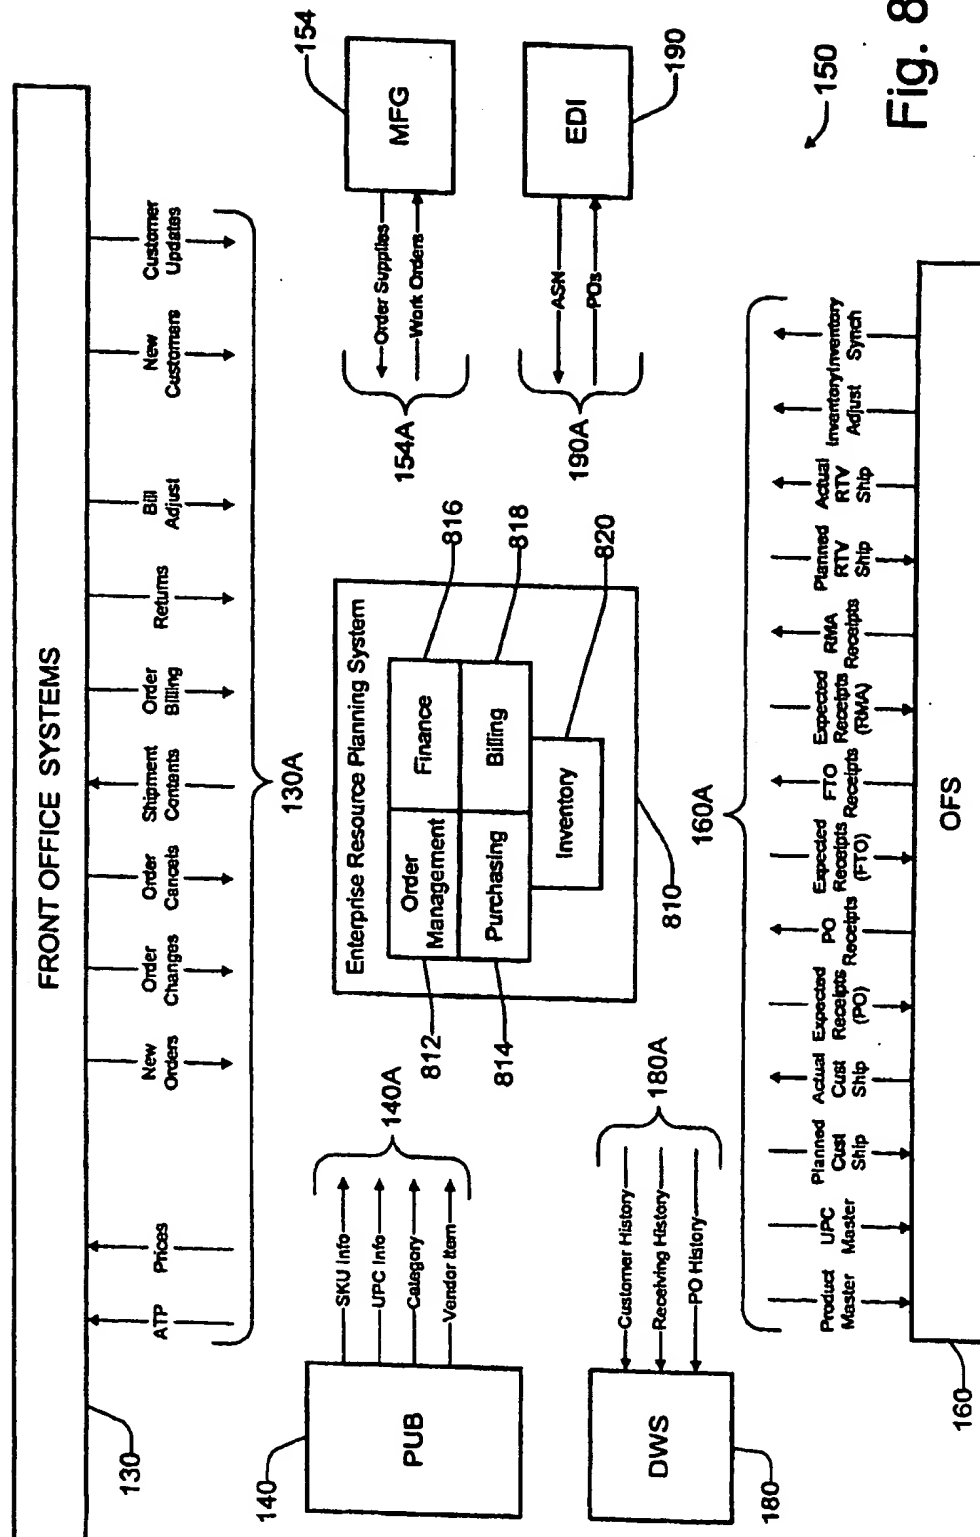 FRONT OFFICE SYSTEMS
130
ATP
Prices
New
Orders
Order
Changes
Order
Cancels
Shipment
Contents
Order
Billing
Returns
Bill
Adjust
New
Customers
Customer
Updates
130A
140
PUB
SKU Info
UPC Info
Category
Vendor Item
140A
Enterprise Resource Planning System
Order
Management
Finance
Purchasing
Billing
Inventory
812
814
816
818
820
810
154
MFG
Order Supplies
Work Orders
154A
190
EDI
ASN
POs
190A
180
DWS
Customer History
Receiving History
PO History
180A
160A
Product
Master
UPC
Master
Planned
Cust
Ship
Actual
Cust
Ship
Expected
Receipts
(PO)
PO
Receipts
Expected
Receipts
(FTO)
FTO
Receipts
Expected
Receipts
(RMA)
RMA
Receipts
Planned
RTV
Ship
Actual
RTV
Ship
Inventory
Adjust
Inventory
Synch
OFS
160
150
Fig. 8